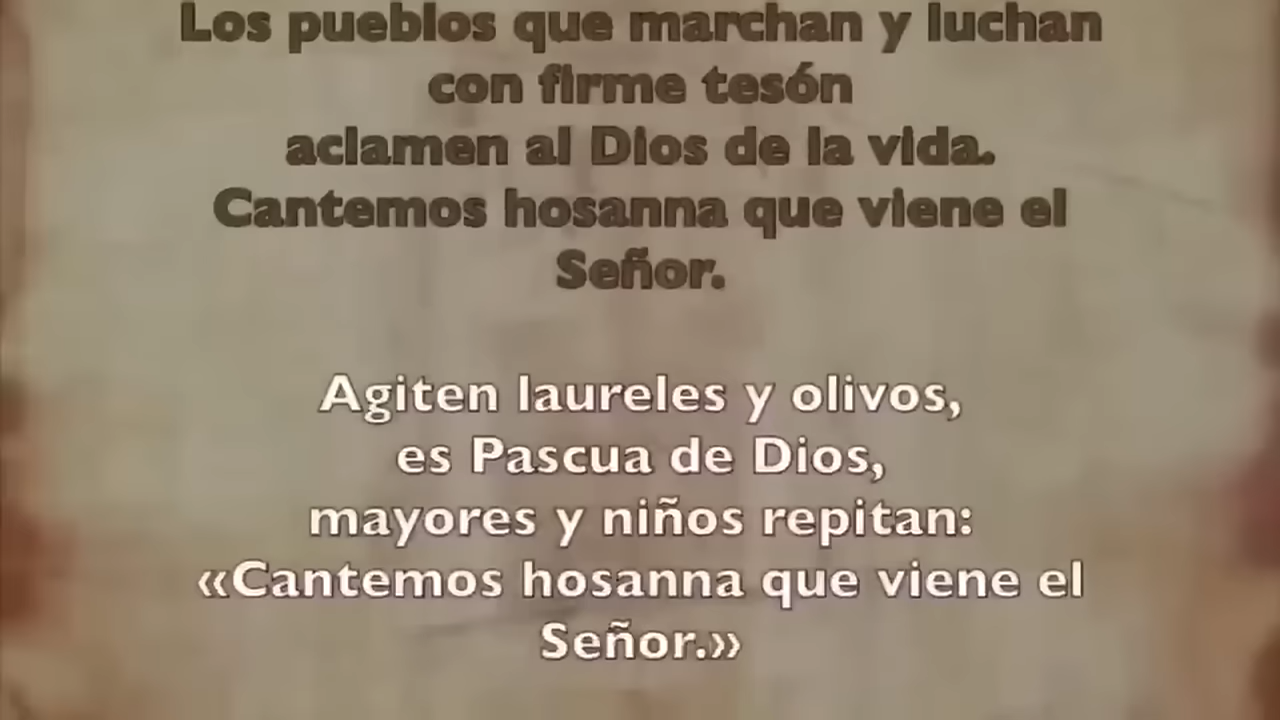 Los pueblos que marchan y luchan
con firme tesón
aclamen al Dios de la vida.
Cantemos hosanna que viene el
Señor.
Agiten laureles y olivos,
es Pascua de Dios,
mayores y niños repitan:
«Cantemos hosanna que viene el
Señor.»